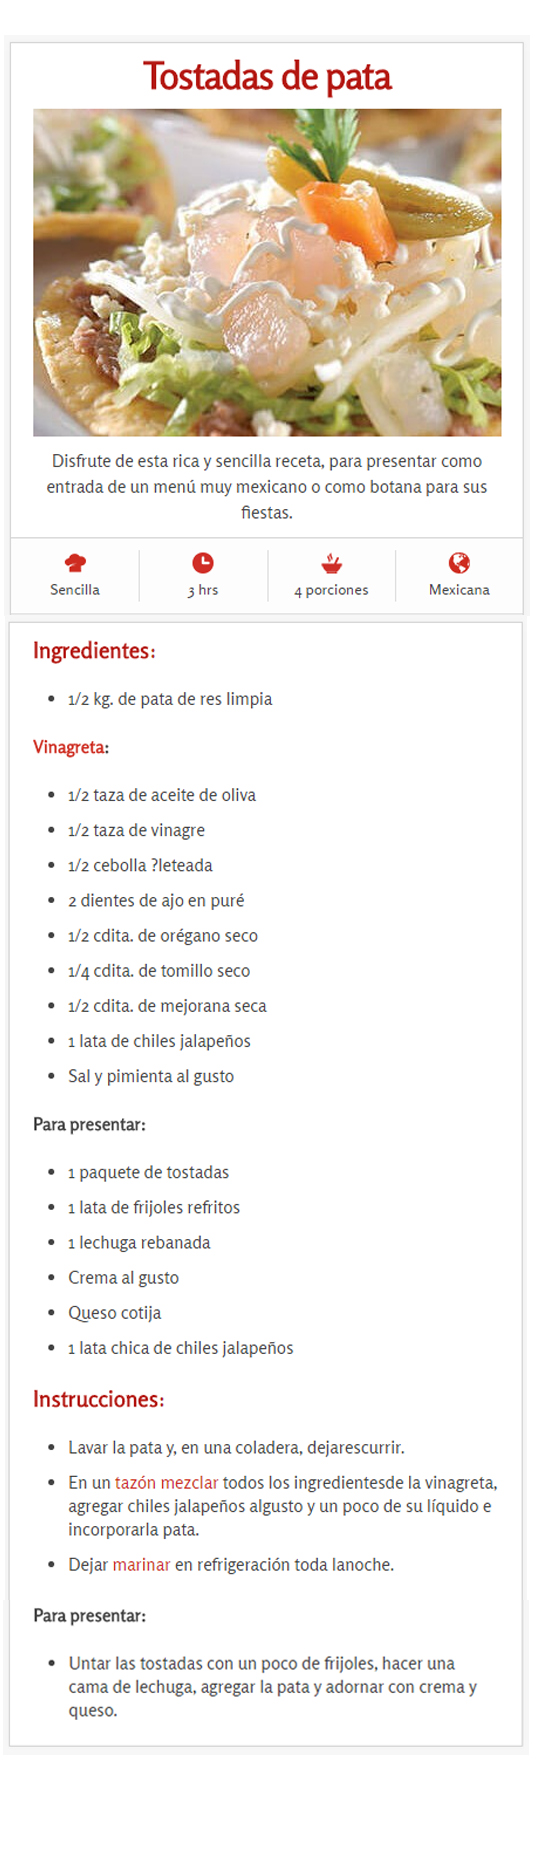 Tostadas de pata
Disfrute de esta rica y sencilla receta, para presentar como
entrada de un menú muy mexicano o como botana para sus
fiestas.
Sencilla
3 hrs
4 porciones
Mexicana
Ingredientes:
• 1/2 kg. de pata de res limpia
Vinagreta:
• 1/2 taza de aceite de oliva
• 1/2 taza de vinagre
• 1/2 cebolla ?leteada
• 2 dientes de ajo en puré
• 1/2 cdita. de orégano seco
• 1/4 cdita. de tomillo seco
• 1/2 cdita. de mejorana seca
• 1 lata de chiles jalapeños
• Sal y pimienta al gusto
Para presentar:
• 1 paquete de tostadas
• 1 lata de frijoles refritos
• 1 lechuga rebanada
• Crema al gusto
• Queso cotija
• 1 lata chica de chiles jalapeños
Instrucciones:
• Lavar la pata y, en una coladera, dejarescurrir.
• En un tazón mezclar todos los ingredientesde la vinagreta,
agregar chiles jalapeños algusto y un poco de su líquido e
incorporarla pata.
• Dejar marinar en refrigeración toda lanoche.
Para presentar:
• Untar las tostadas con un poco de frijoles, hacer una
cama de lechuga, agregar la pata y adornar con crema y
queso.